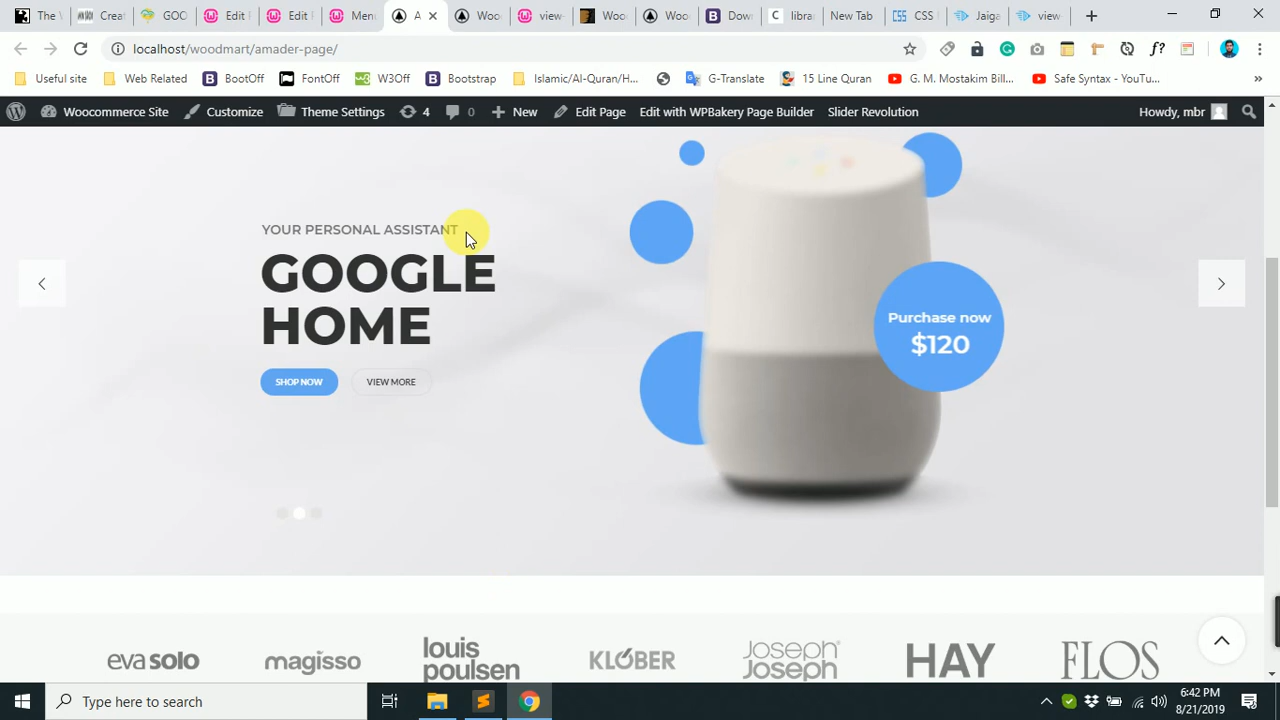 The \ Creat GOO Edit F Edit F Men A Woo view- Woo Woo Dow libra New Tab CSS Jaiga view
localhost/woodmart/amader-page/
Useful site Web Related BootOff FontOff W3Off Bootstrap Islamic/Al-Quran/H... G-Translate 15 Line Quran G. M. Mostakim Bill... Safe Syntax - YouTu... »
Woocommerce Site Customize Theme Settings 4 0 New Edit Page Edit with WPBakery Page Builder Slider Revolution Howdy, mbr
YOUR PERSONAL ASSISTANT
GOOGLE
HOME
SHOP NOW VIEW MORE
Purchase now
$120
eva solo magisso louis poulsen KLÖBER Joseph Joseph HAY FLOS
Type here to search
6:42 PM
8/21/2019